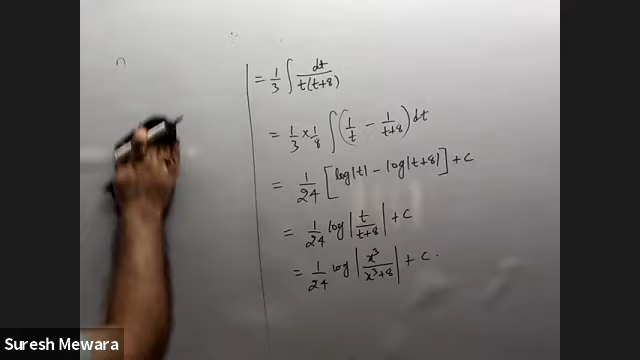 n
= 1/3 ∫ dt / t(t+8)
= 1/3 × 1/8 ∫ (1/t − 1/(t+8)) dt
= 1/24 [log|t| − log|t+8|] + C
= 1/24 log |t/(t+8)| + C
= 1/24 log |x³/(x³+8)| + C.
Suresh Mewara